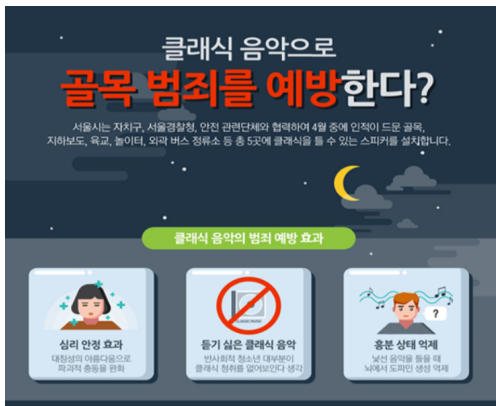 클래식 음악으로
골목 범죄를 예방한다?
서울시는 자치구, 서울경찰청, 안전 관련단체와 협력하여 4월 중에 인적이 드문 골목,
지하보도, 육교, 놀이터, 외곽 버스 정류소 등 총 5곳에 클래식을 틀 수 있는 스피커를 설치합니다.
클래식 음악의 범죄 예방 효과
?
심리 안정 효과
대칭성의 아름다움으로
파괴적 충동을 완화
듣기 싫은 클래식 음악
반사회적 청소년 대부분이
클래식 청취를 없어보인다 생각
흥분 상태 억제
낯선 음악을 들을 때
뇌에서 도파민 생성 억제